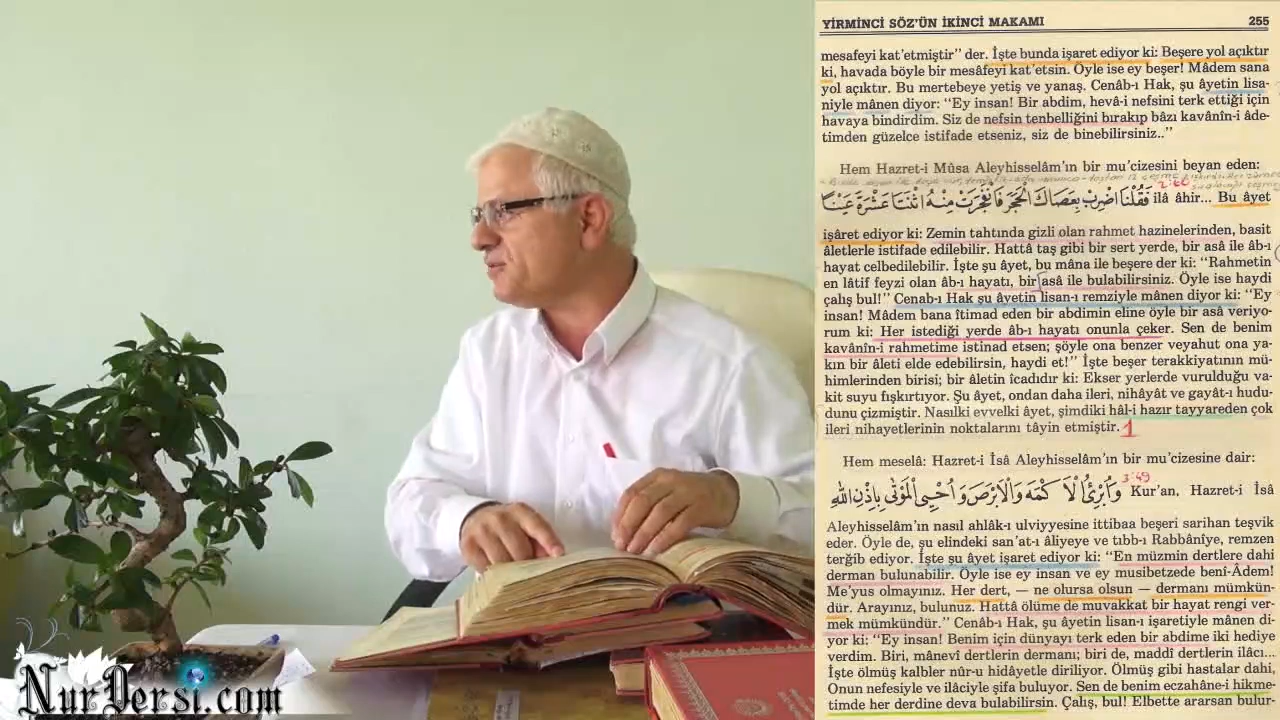 YİRMİNCİ SÖZ'ÜN İKİNCİ MAKAMI 255
mesafeyi kat'etmiştir” der. İşte bunda işaret ediyor ki: Beşere yol açıktır
ki, havada böyle bir mesâfeyi kat'etsin. Öyle ise ey beşer! Mâdem sana
yol açıktır. Bu mertebeye yetiş ve yanaş. Cenâb-ı Hak, şu âyetin lisa-
niyle mânen diyor: “Ey insan! Bir abdim, hevâ-i nefsini terk ettiği için
havaya bindirdim. Siz de nefsin tenbelliğini bırakıp bâzı kavânîn-i âde-
timden güzelce istifade etseniz, siz de binebilirsiniz..”
Hem Hazret-i Mûsa Aleyhisselâm'ın bir mu'cizesini beyan eden:
2:60
فَقُلْنَا اضْرِبْ بِعَصَاكَ الْحَجَرَ فَانْفَجَرَتْ مِنْهُ اثْنَتَا عَشْرَةَ عَيْنًا ilâ âhir... Bu âyet
işâret ediyor ki: Zemin tahtında gizli olan rahmet hazinelerinden, basit
âletlerle istifade edilebilir. Hattâ taş gibi bir sert yerde, bir asâ ile âb-ı
hayat celbedilebilir. İşte şu âyet, bu mâna ile beşere der ki: “Rahmetin
en lâtif feyzi olan âb-ı hayâtı, bir asâ ile bulabilirsiniz. Öyle ise haydi
çalış bul!” Cenab-ı Hak şu âyetin lisan-ı remziyle mânen diyor ki: “Ey
insan! Mâdem bana îtimad eden bir abdimin eline öyle bir asâ veriyo-
rum ki: Her istediği yerde âb-ı hayâtı onunla çeker. Sen de benim
kavânîn-i rahmetime istinad etsen; şöyle ona benzer veyahut ona ya-
kın bir âleti elde edebilirsin, haydi et!” İşte beşer terakkiyatının mü-
himlerinden birisi; bir âletin îcadıdır ki: Ekser yerlerde vurulduğu va-
kit suyu fışkırtıyor. Şu âyet, ondan daha ileri, nihâyât ve gayât-ı hudu-
dunu çizmiştir. Nasılki evvelki âyet, şimdiki hâl-i hazır tayyareden çok
ileri nihayetlerinin noktalarını tâyin etmiştir. 1
Hem meselâ: Hazret-i İsâ Aleyhisselâm'ın bir mu'cizesine dair:
3:49
وَاُبْرِئُ الْاَكْمَهَ وَالْاَبْرَصَ وَاُحْيِى الْمَوْتٰى بِاِذْنِ اللّٰهِ Kur'an, Hazret-i İsâ
Aleyhisselâm'ın nasıl ahlâk-ı ulviyyesine ittibaa beşeri sarihan teşvik
eder. Öyle de, şu elindeki san'at-ı âliyeye ve tıbb-ı Rabbânîye, remzen
terğib ediyor. İşte şu âyet işaret ediyor ki: “En müzmin dertlere dahi
derman bulunabilir. Öyle ise ey insan ve ey musibetzede benî-Âdem!
Me'yus olmayınız. Her dert, — ne olursa olsun — dermanı mümkün-
dür. Arayınız, bulunuz. Hattâ ölüme de muvakkat bir hayat rengi ver-
mek mümkündür.” Cenâb-ı Hak, şu âyetin lisan-ı işaretiyle mânen di-
yor ki: “Ey insan! Benim için dünyayı terk eden bir abdime iki hediye
verdim. Biri, mânevî dertlerin dermanı; biri de, maddî dertlerin ilâcı...
İşte ölmüş kalbler nûr-u hidâyetle diriliyor. Ölmüş gibi hastalar dahi,
Onun nefesiyle ve ilâciyle şifa buluyor. Sen de benim eczahâne-i hikme-
timde her derdine deva bulabilirsin. Çalış, bul! Elbette ararsan bulur-
NurDersi.com